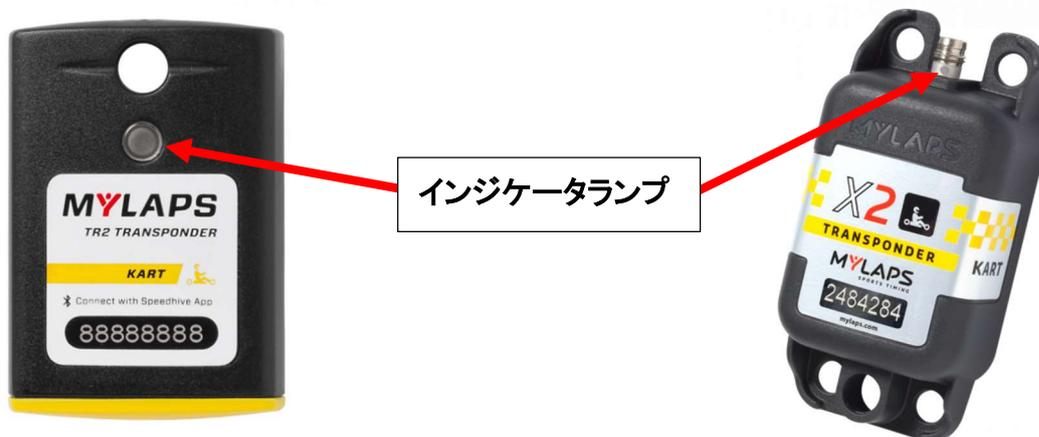 MYLAPS
TR2 TRANSPONDER
KART
Connect with Speedhive App
88888888
インジケータランプ
MYLAPS
X2
TRANSPONDER
KART
MYLAPS
SPORTS TIMING
2484284
mylaps.com